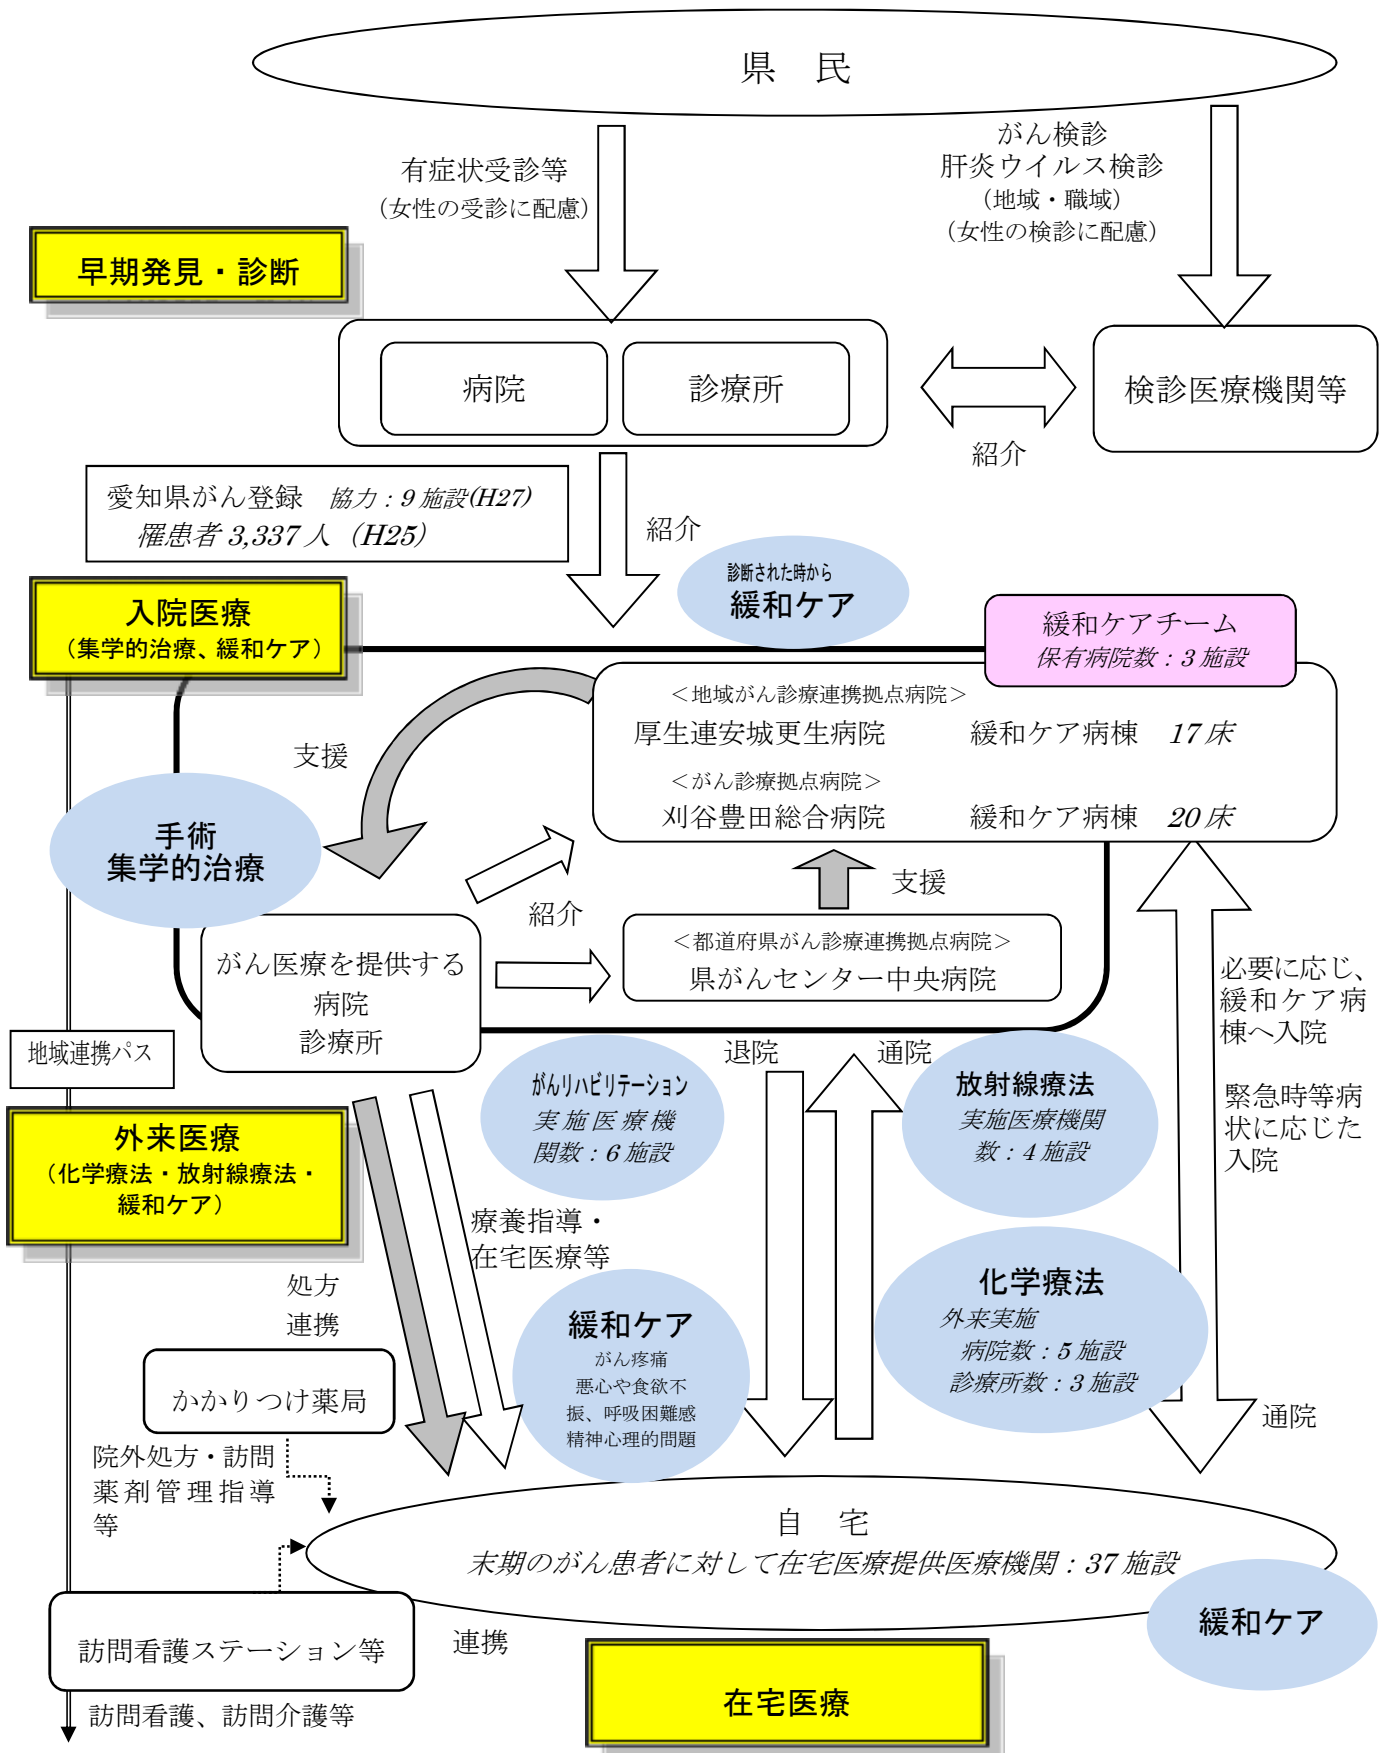 県　民
有症状受診等
（女性の受診に配慮）
がん検診
肝炎ウイルス検診
（地域・職域）
（女性の検診に配慮）
早期発見・診断
病院
診療所
検診医療機関等
紹介
愛知県がん登録　協力：9施設(H27)
罹患者 3,337人（H25）
紹介
診断された時から
緩和ケア
入院医療
（集学的治療、緩和ケア）
緩和ケアチーム
保有病院数：3施設
＜地域がん診療連携拠点病院＞
厚生連安城更生病院　緩和ケア病棟　17床
＜がん診療拠点病院＞
刈谷豊田総合病院　緩和ケア病棟　20床
支援
手術
集学的治療
支援
紹介
＜都道府県がん診療連携拠点病院＞
県がんセンター中央病院
がん医療を提供する
病院
診療所
必要に応じ、
緩和ケア病
棟へ入院
緊急時等病
状に応じた
入院
地域連携パス
退院
通院
がんリハビリテーション
実施医療機
関数：6施設
放射線療法
実施医療機関
数：4施設
外来医療
（化学療法・放射線療法・
緩和ケア）
療養指導・
在宅医療等
処方
連携
化学療法
外来実施
病院数：5施設
診療所数：3施設
緩和ケア
がん疼痛
悪心や食欲不
振、呼吸困難感
精神心理的問題
かかりつけ薬局
通院
院外処方・訪問
薬剤管理指導
等
自　宅
末期のがん患者に対して在宅医療提供医療機関：37施設
緩和ケア
訪問看護ステーション等
連携
在宅医療
訪問看護、訪問介護等